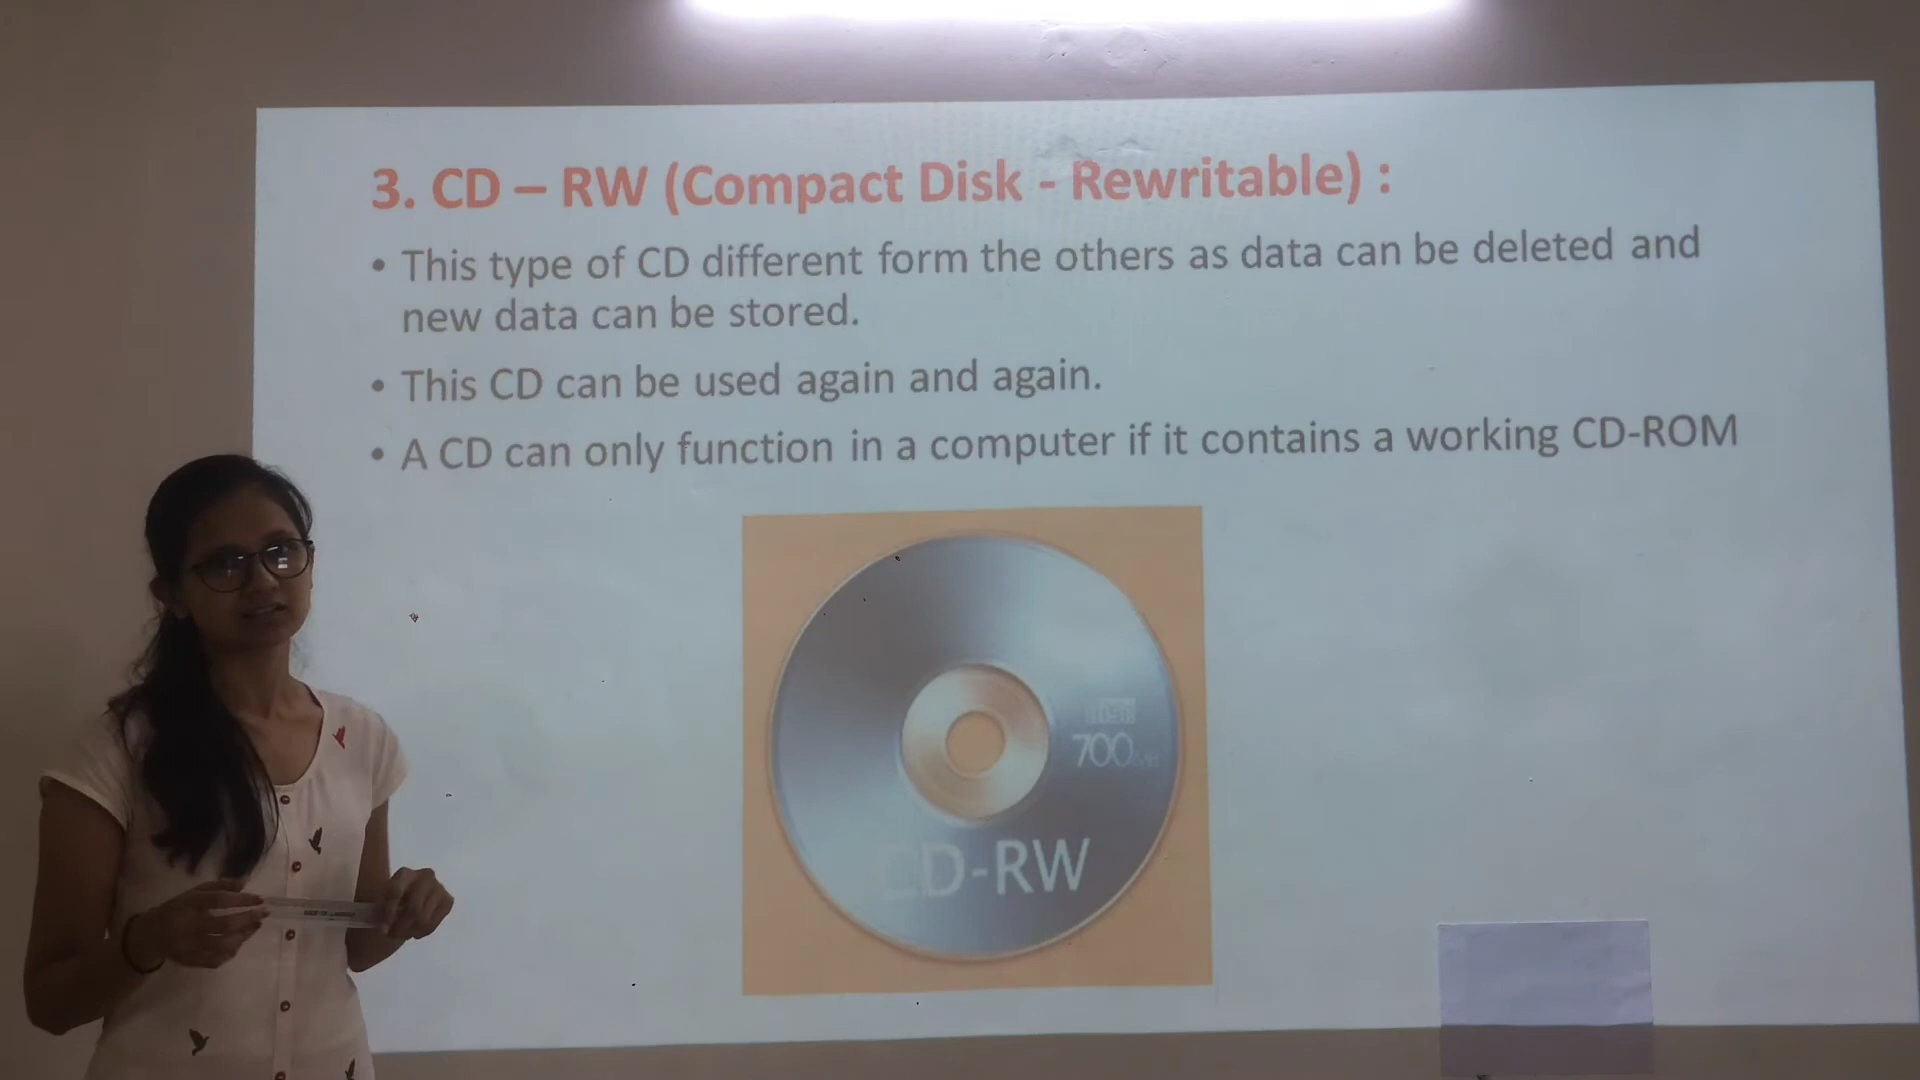 3. CD – RW (Compact Disk - Rewritable) :
• This type of CD different form the others as data can be deleted and
new data can be stored.
• This CD can be used again and again.
• A CD can only function in a computer if it contains a working CD-ROM
700
CD-RW